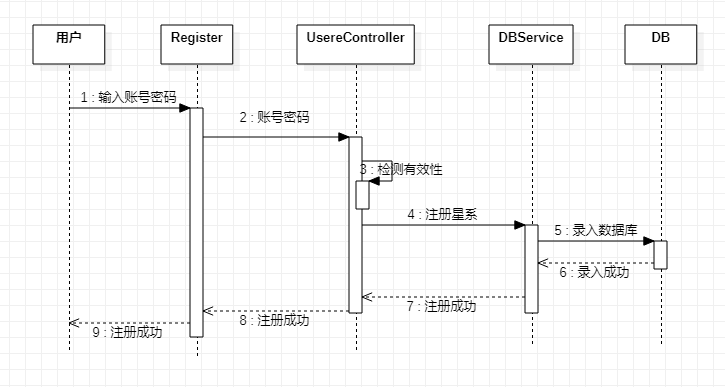 用户
Register
UsereController
DBService
DB
1 : 输入账号密码
2 : 账号密码
3 : 检测有效性
4 : 注册星系
5 : 录入数据库
6 : 录入成功
7 : 注册成功
8 : 注册成功
9 : 注册成功